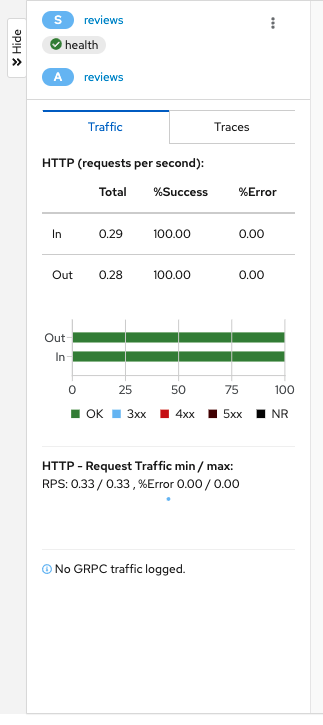 Hide
S reviews
health
A reviews
Traffic Traces
HTTP (requests per second):
Total %Success %Error
In 0.29 100.00 0.00
Out 0.28 100.00 0.00
Out
In
0 25 50 75 100
OK 3xx 4xx 5xx NR
HTTP - Request Traffic min / max:
RPS: 0.33 / 0.33 , %Error 0.00 / 0.00
No GRPC traffic logged.